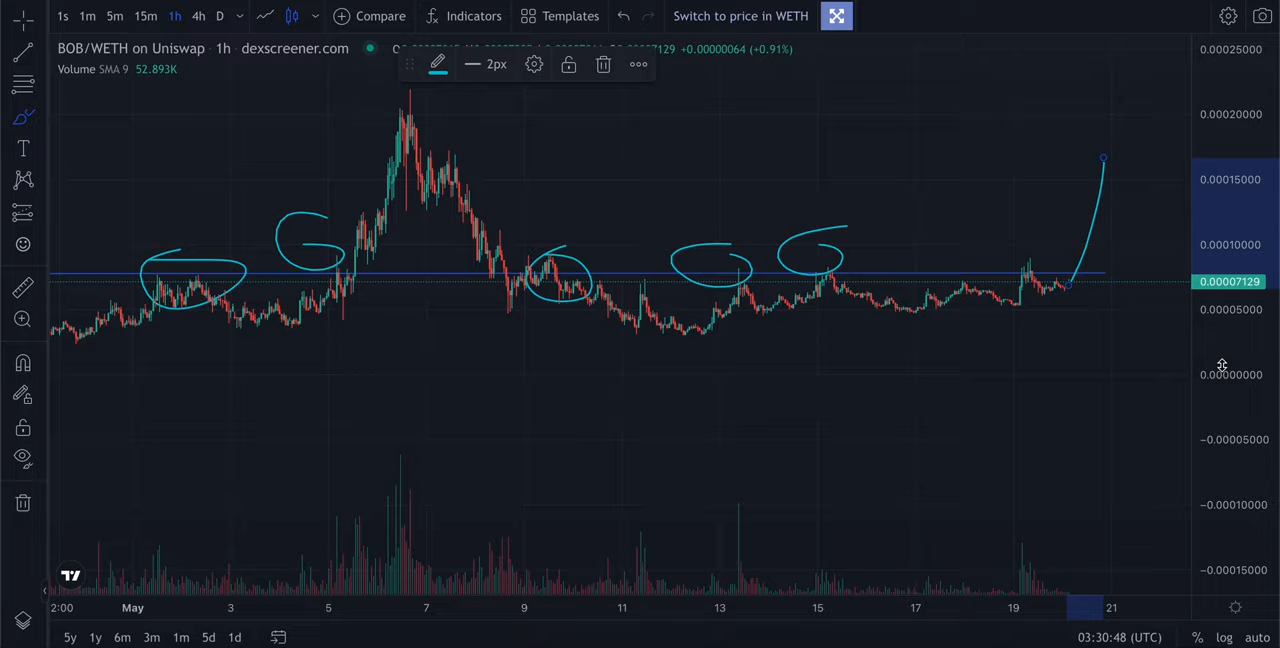 1s 1m 5m 15m 1h 4h D Compare Indicators Templates Switch to price in WETH
BOB/WETH on Uniswap · 1h · dexscreener.com +0.00000064 (+0.91%)
Volume SMA 9 52.893K
2px
0.00025000
0.00020000
0.00015000
0.00010000
0.00007129
0.00005000
0.00000000
−0.00005000
−0.00010000
−0.00015000
2:00 May 3 5 7 9 11 13 15 17 19 21
5y 1y 6m 3m 1m 5d 1d 03:30:48 (UTC) % log auto